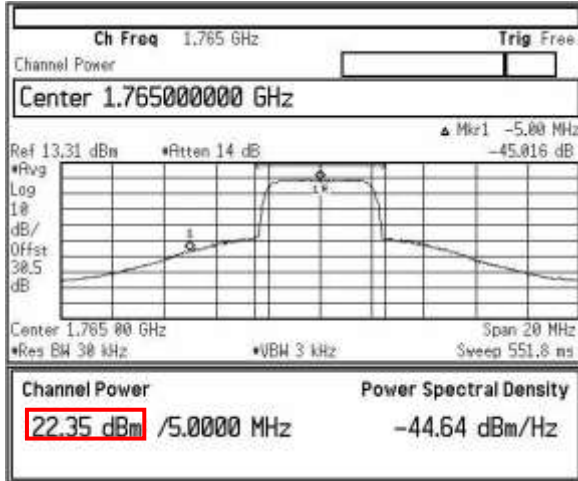 Ch Freq 1.765 GHz Trig Free
Channel Power
Center 1.765000000 GHz
▵ Mkr1 -5.00 MHz
Ref 13.31 dBm *Atten 14 dB -45.016 dB
*Avg
Log
10
dB/
Offst
30.5
dB
1R
1
Center 1.765 00 GHz Span 20 MHz
*Res BW 30 kHz *VBW 3 kHz Sweep 551.8 ms
Channel Power Power Spectral Density
22.35 dBm /5.0000 MHz -44.64 dBm/Hz